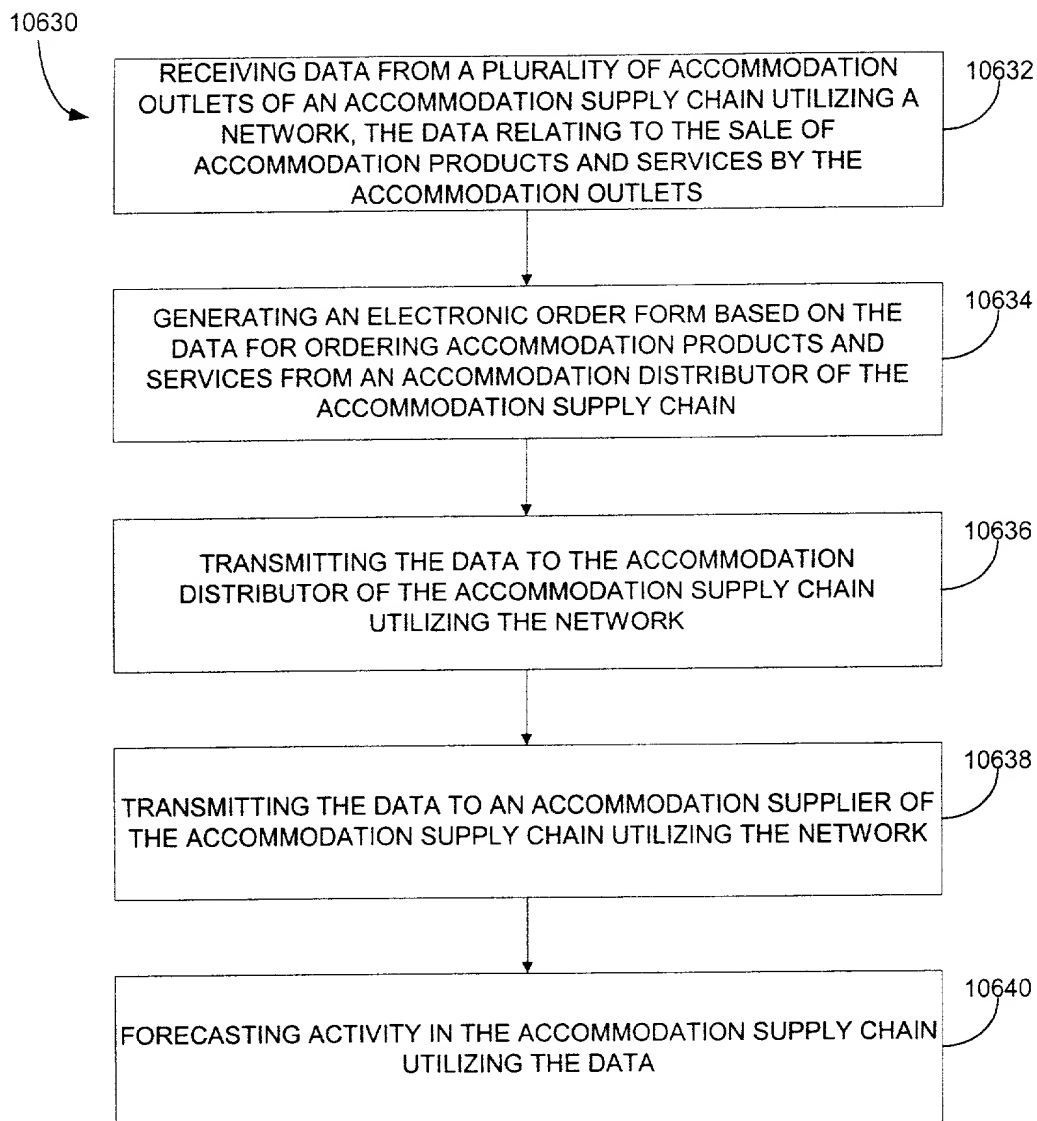 10630
RECEIVING DATA FROM A PLURALITY OF ACCOMMODATION
OUTLETS OF AN ACCOMMODATION SUPPLY CHAIN UTILIZING A
NETWORK, THE DATA RELATING TO THE SALE OF
ACCOMMODATION PRODUCTS AND SERVICES BY THE
ACCOMMODATION OUTLETS
10632
GENERATING AN ELECTRONIC ORDER FORM BASED ON THE
DATA FOR ORDERING ACCOMMODATION PRODUCTS AND
SERVICES FROM AN ACCOMMODATION DISTRIBUTOR OF THE
ACCOMMODATION SUPPLY CHAIN
10634
TRANSMITTING THE DATA TO THE ACCOMMODATION
DISTRIBUTOR OF THE ACCOMMODATION SUPPLY CHAIN
UTILIZING THE NETWORK
10636
TRANSMITTING THE DATA TO AN ACCOMMODATION SUPPLIER OF
THE ACCOMMODATION SUPPLY CHAIN UTILIZING THE NETWORK
10638
FORECASTING ACTIVITY IN THE ACCOMMODATION SUPPLY CHAIN
UTILIZING THE DATA
10640